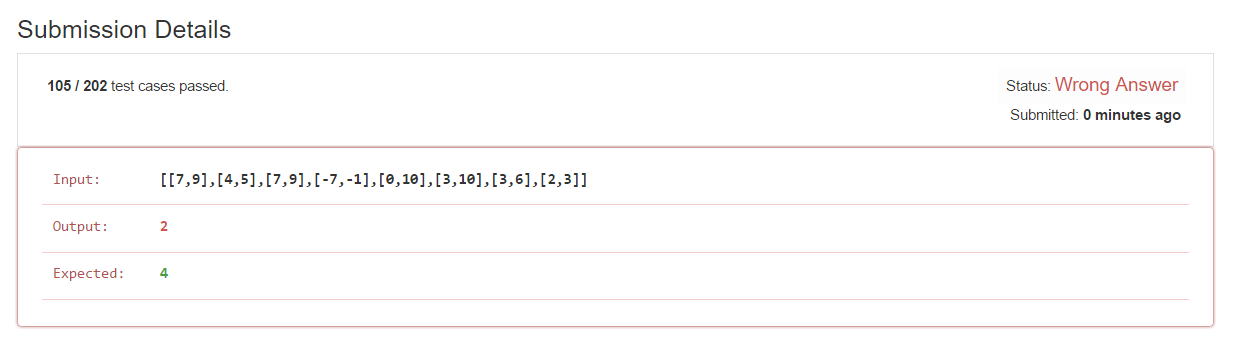 Submission Details
105 / 202 test cases passed.
Status: Wrong Answer
Submitted: 0 minutes ago
Input: [[7,9],[4,5],[7,9],[-7,-1],[0,10],[3,10],[3,6],[2,3]]
Output: 2
Expected: 4